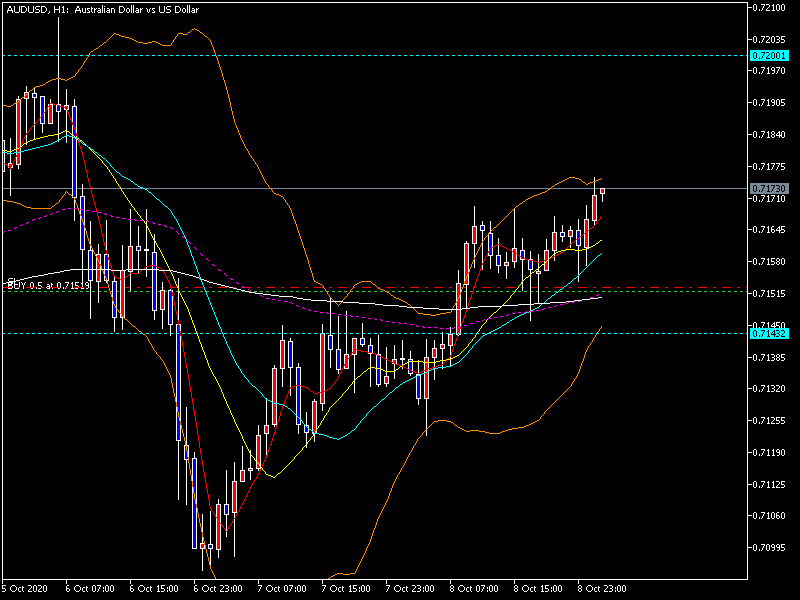 AUDUSD, H1: Australian Dollar vs US Dollar
0.72100
0.72035
0.72001
0.71970
0.71905
0.71840
0.71775
0.71730
0.71710
0.71645
0.71580
BUY 0.5 at 0.71519
0.71515
0.71450
0.71432
0.71385
0.71320
0.71255
0.71190
0.71125
0.71060
0.70995
5 Oct 2020
6 Oct 07:00
6 Oct 15:00
6 Oct 23:00
7 Oct 07:00
7 Oct 15:00
7 Oct 23:00
8 Oct 07:00
8 Oct 15:00
8 Oct 23:00